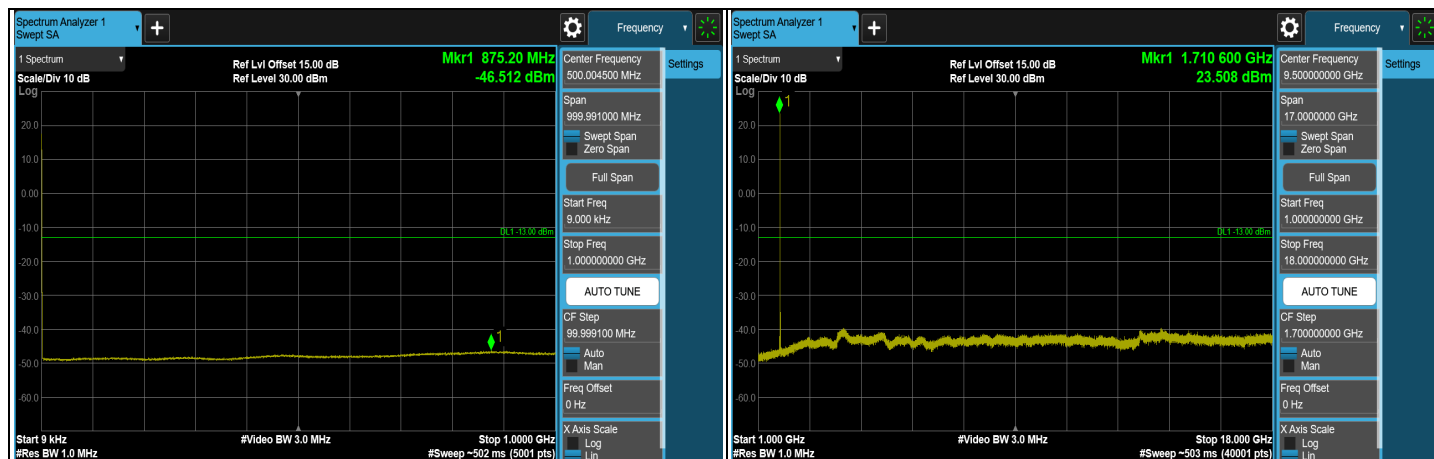 Spectrum Analyzer 1
Swept SA
+
Frequency
1 Spectrum
Scale/Div 10 dB
Ref Lvl Offset 15.00 dB
Ref Level 30.00 dBm
Mkr1 875.20 MHz
-46.512 dBm
Log
20.0
10.0
0.00
-10.0
-20.0
-30.0
-40.0
-50.0
-60.0
DL1 -13.00 dBm
1
Start 9 kHz
#Res BW 1.0 MHz
#Video BW 3.0 MHz
Stop 1.0000 GHz
#Sweep ~502 ms (5001 pts)
Center Frequency
500.004500 MHz
Span
999.991000 MHz
Swept Span
Zero Span
Full Span
Start Freq
9.000 kHz
Stop Freq
1.000000000 GHz
AUTO TUNE
CF Step
99.999100 MHz
Auto
Man
Freq Offset
0 Hz
X Axis Scale
Log
Lin
Settings
Spectrum Analyzer 1
Swept SA
+
Frequency
1 Spectrum
Scale/Div 10 dB
Ref Lvl Offset 15.00 dB
Ref Level 30.00 dBm
Mkr1 1.710 600 GHz
23.508 dBm
Log
1
20.0
10.0
0.00
-10.0
-20.0
-30.0
-40.0
-50.0
-60.0
DL1 -13.00 dBm
Start 1.000 GHz
#Res BW 1.0 MHz
#Video BW 3.0 MHz
Stop 18.000 GHz
#Sweep ~503 ms (40001 pts)
Center Frequency
9.500000000 GHz
Span
17.0000000 GHz
Swept Span
Zero Span
Full Span
Start Freq
1.000000000 GHz
Stop Freq
18.000000000 GHz
AUTO TUNE
CF Step
1.700000000 GHz
Auto
Man
Freq Offset
0 Hz
X Axis Scale
Log
Lin
Settings